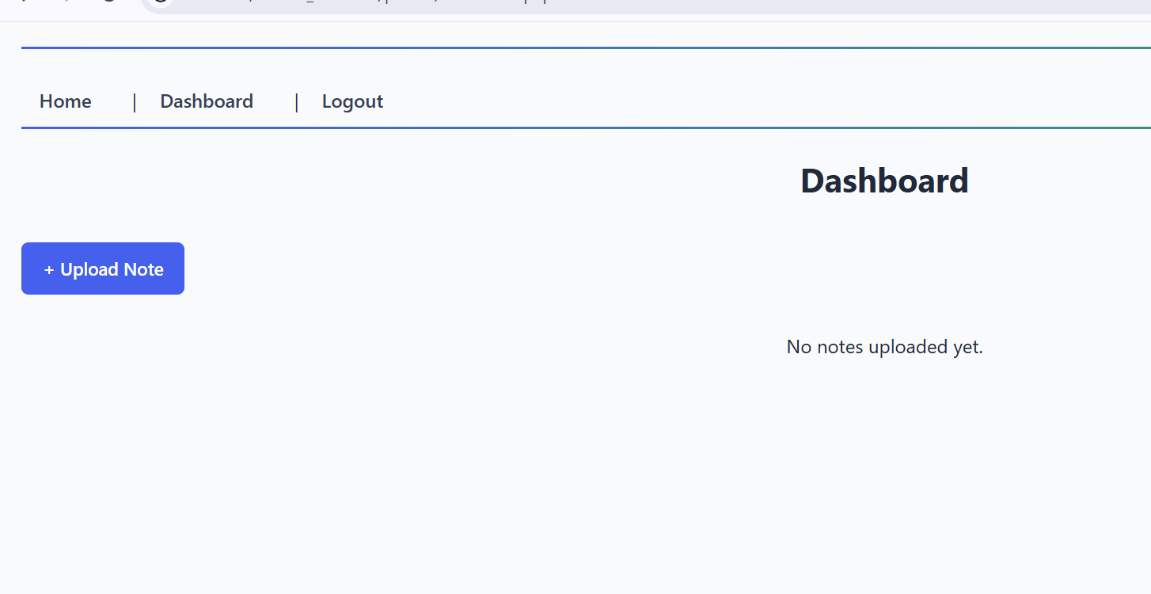 Home | Dashboard | Logout
Dashboard
+ Upload Note
No notes uploaded yet.